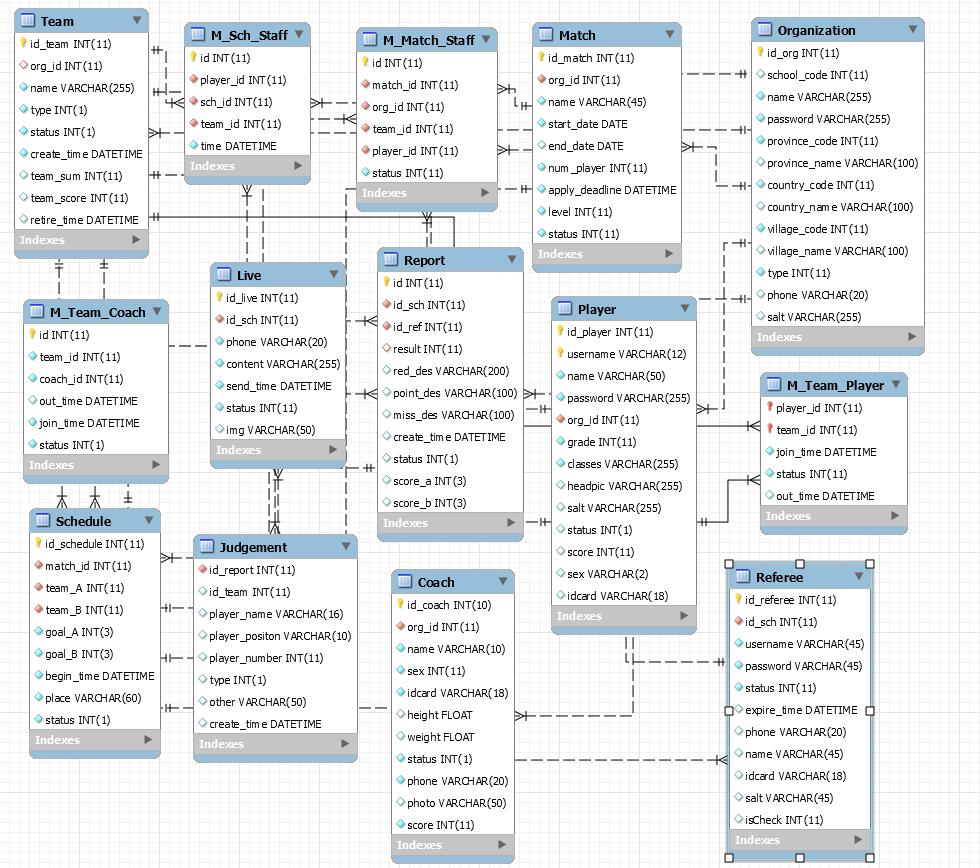 Team
id_team INT(11)
org_id INT(11)
name VARCHAR(255)
type INT(1)
status INT(1)
create_time DATETIME
team_sum INT(11)
team_score INT(11)
retire_time DATETIME
Indexes
M_Sch_Staff
id INT(11)
player_id INT(11)
sch_id INT(11)
team_id INT(11)
time DATETIME
Indexes
M_Match_Staff
id INT(11)
match_id INT(11)
org_id INT(11)
team_id INT(11)
player_id INT(11)
status INT(11)
Indexes
Match
id_match INT(11)
org_id INT(11)
name VARCHAR(45)
start_date DATE
end_date DATE
num_player INT(11)
apply_deadline DATETIME
level INT(11)
status INT(11)
Indexes
Organization
id_org INT(11)
school_code INT(11)
name VARCHAR(255)
password VARCHAR(255)
province_code INT(11)
province_name VARCHAR(100)
country_code INT(11)
country_name VARCHAR(100)
village_code INT(11)
village_name VARCHAR(100)
type INT(11)
phone VARCHAR(20)
salt VARCHAR(255)
Indexes
M_Team_Coach
id INT(11)
team_id INT(11)
coach_id INT(11)
out_time DATETIME
join_time DATETIME
status INT(1)
Indexes
Live
id_live INT(11)
id_sch INT(11)
phone VARCHAR(20)
content VARCHAR(255)
send_time DATETIME
status INT(11)
img VARCHAR(50)
Indexes
Report
id INT(11)
id_sch INT(11)
id_ref INT(11)
result INT(11)
red_des VARCHAR(200)
point_des VARCHAR(100)
miss_des VARCHAR(100)
create_time DATETIME
status INT(1)
score_a INT(3)
score_b INT(3)
Indexes
Player
id_player INT(11)
username VARCHAR(12)
name VARCHAR(50)
password VARCHAR(255)
org_id INT(11)
grade INT(11)
classes VARCHAR(255)
headpic VARCHAR(255)
salt VARCHAR(255)
status INT(1)
score INT(11)
sex VARCHAR(2)
idcard VARCHAR(18)
Indexes
M_Team_Player
player_id INT(11)
team_id INT(11)
join_time DATETIME
status INT(11)
out_time DATETIME
Indexes
Schedule
id_schedule INT(11)
match_id INT(11)
team_A INT(11)
team_B INT(11)
goal_A INT(3)
goal_B INT(3)
begin_time DATETIME
place VARCHAR(60)
status INT(1)
Indexes
Judgement
id_report INT(11)
id_team INT(11)
player_name VARCHAR(16)
player_positon VARCHAR(10)
player_number INT(11)
type INT(1)
other VARCHAR(50)
create_time DATETIME
Indexes
Coach
id_coach INT(10)
org_id INT(11)
name VARCHAR(10)
sex INT(11)
idcard VARCHAR(18)
height FLOAT
weight FLOAT
status INT(1)
phone VARCHAR(20)
photo VARCHAR(50)
score INT(11)
Indexes
Referee
id_referee INT(11)
id_sch INT(11)
username VARCHAR(45)
password VARCHAR(45)
status INT(11)
expire_time DATETIME
phone VARCHAR(20)
name VARCHAR(45)
idcard VARCHAR(18)
salt VARCHAR(45)
isCheck INT(11)
Indexes